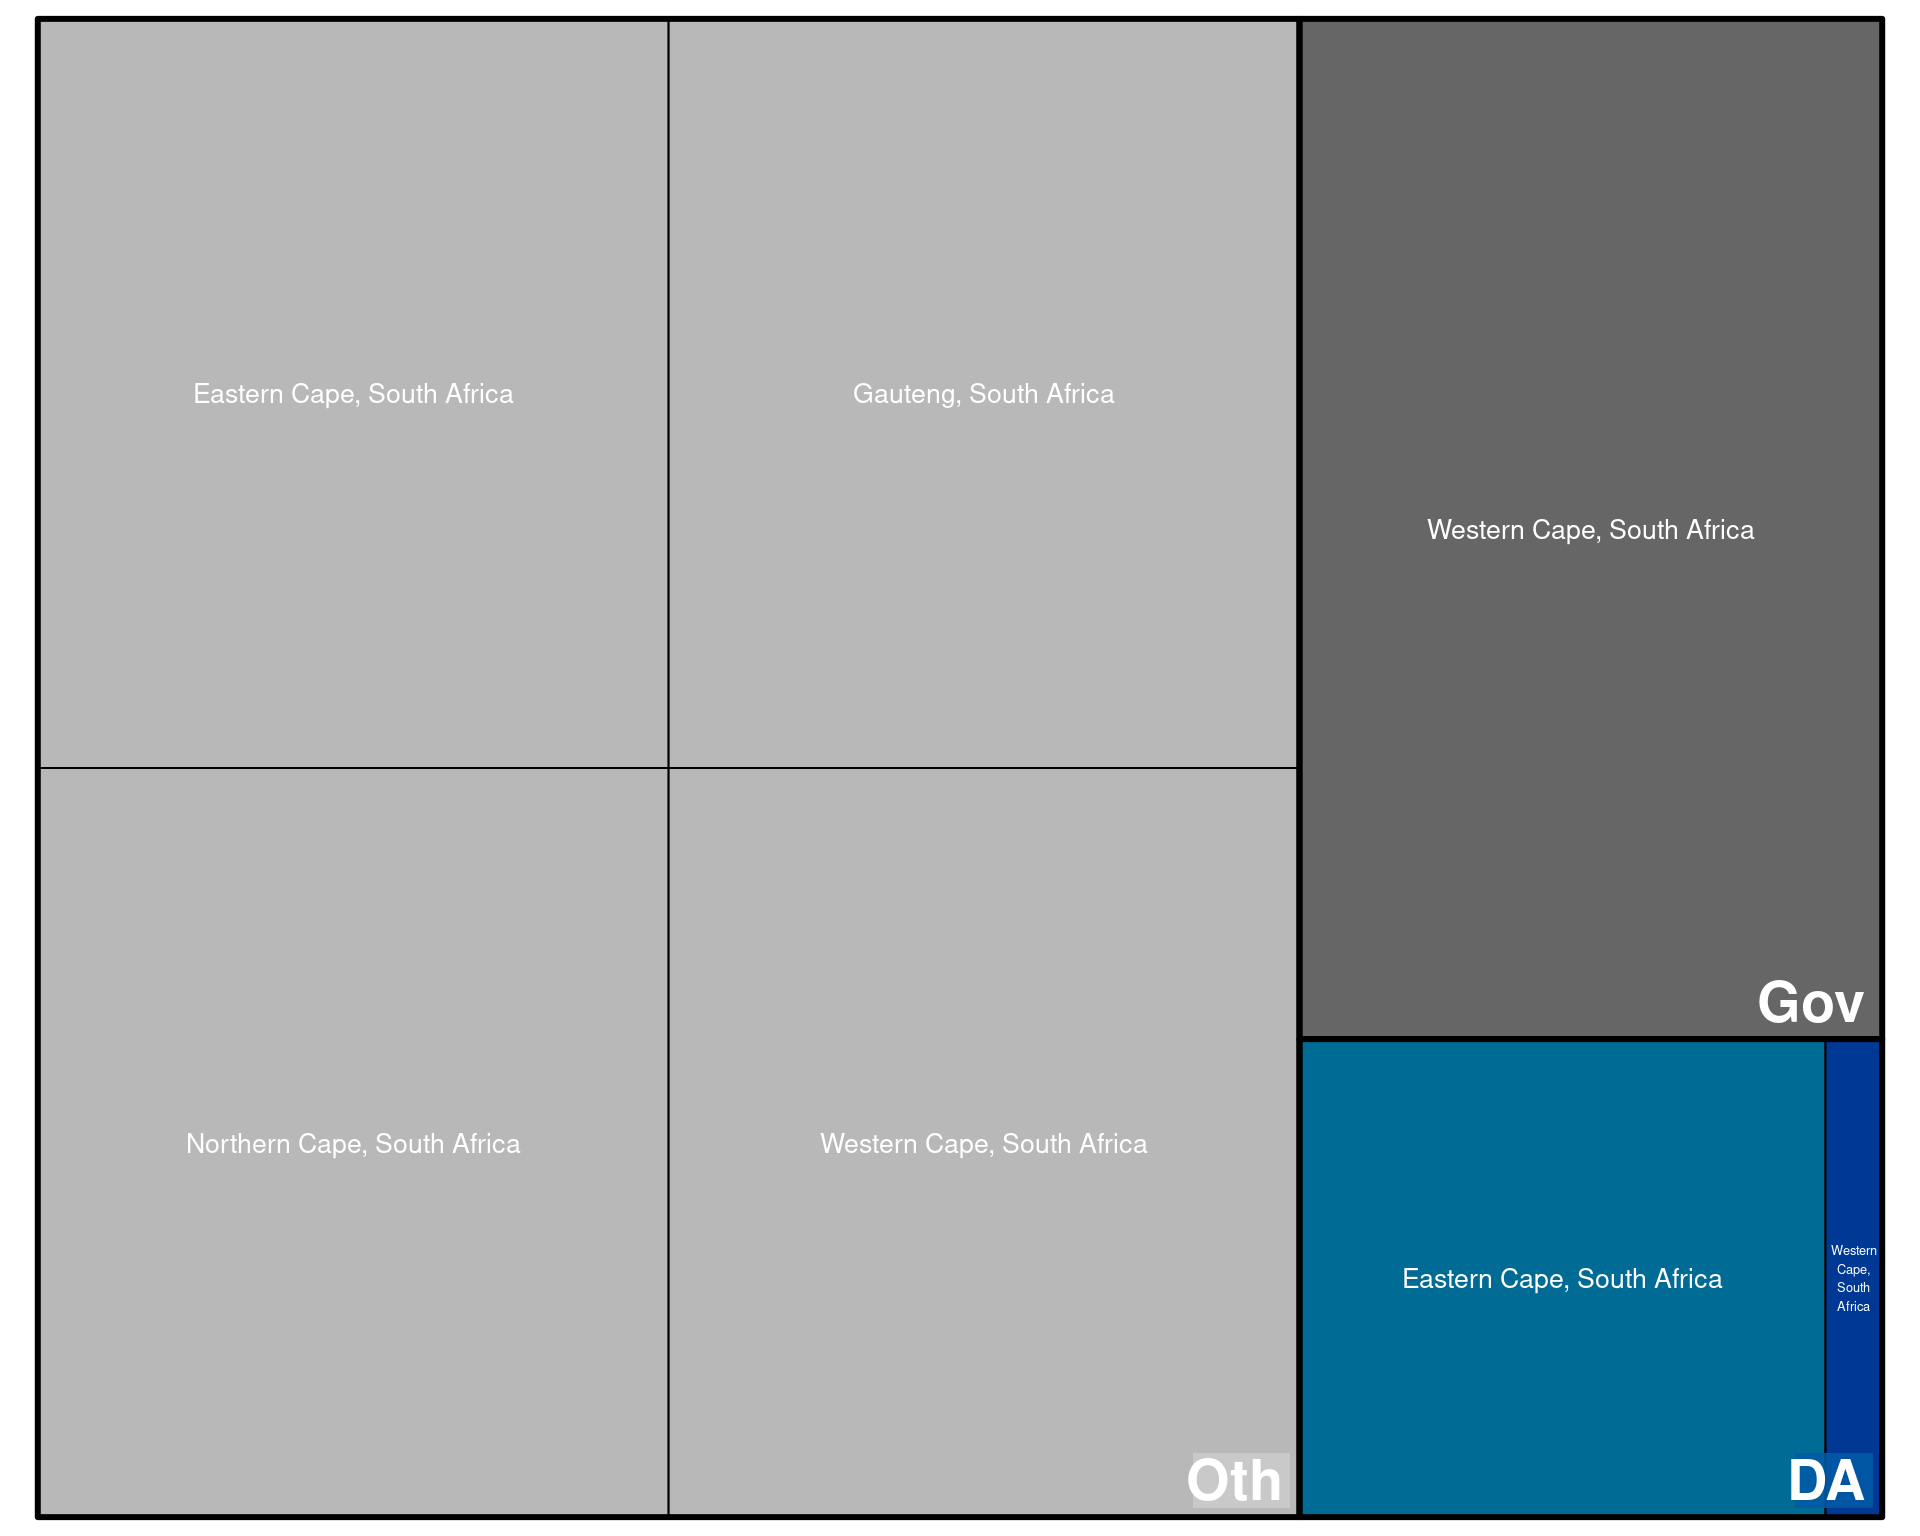 Eastern Cape, South Africa
Gauteng, South Africa
Western Cape, South Africa
Gov
Northern Cape, South Africa
Western Cape, South Africa
Oth
Eastern Cape, South Africa
Western
Cape,
South
Africa
DA